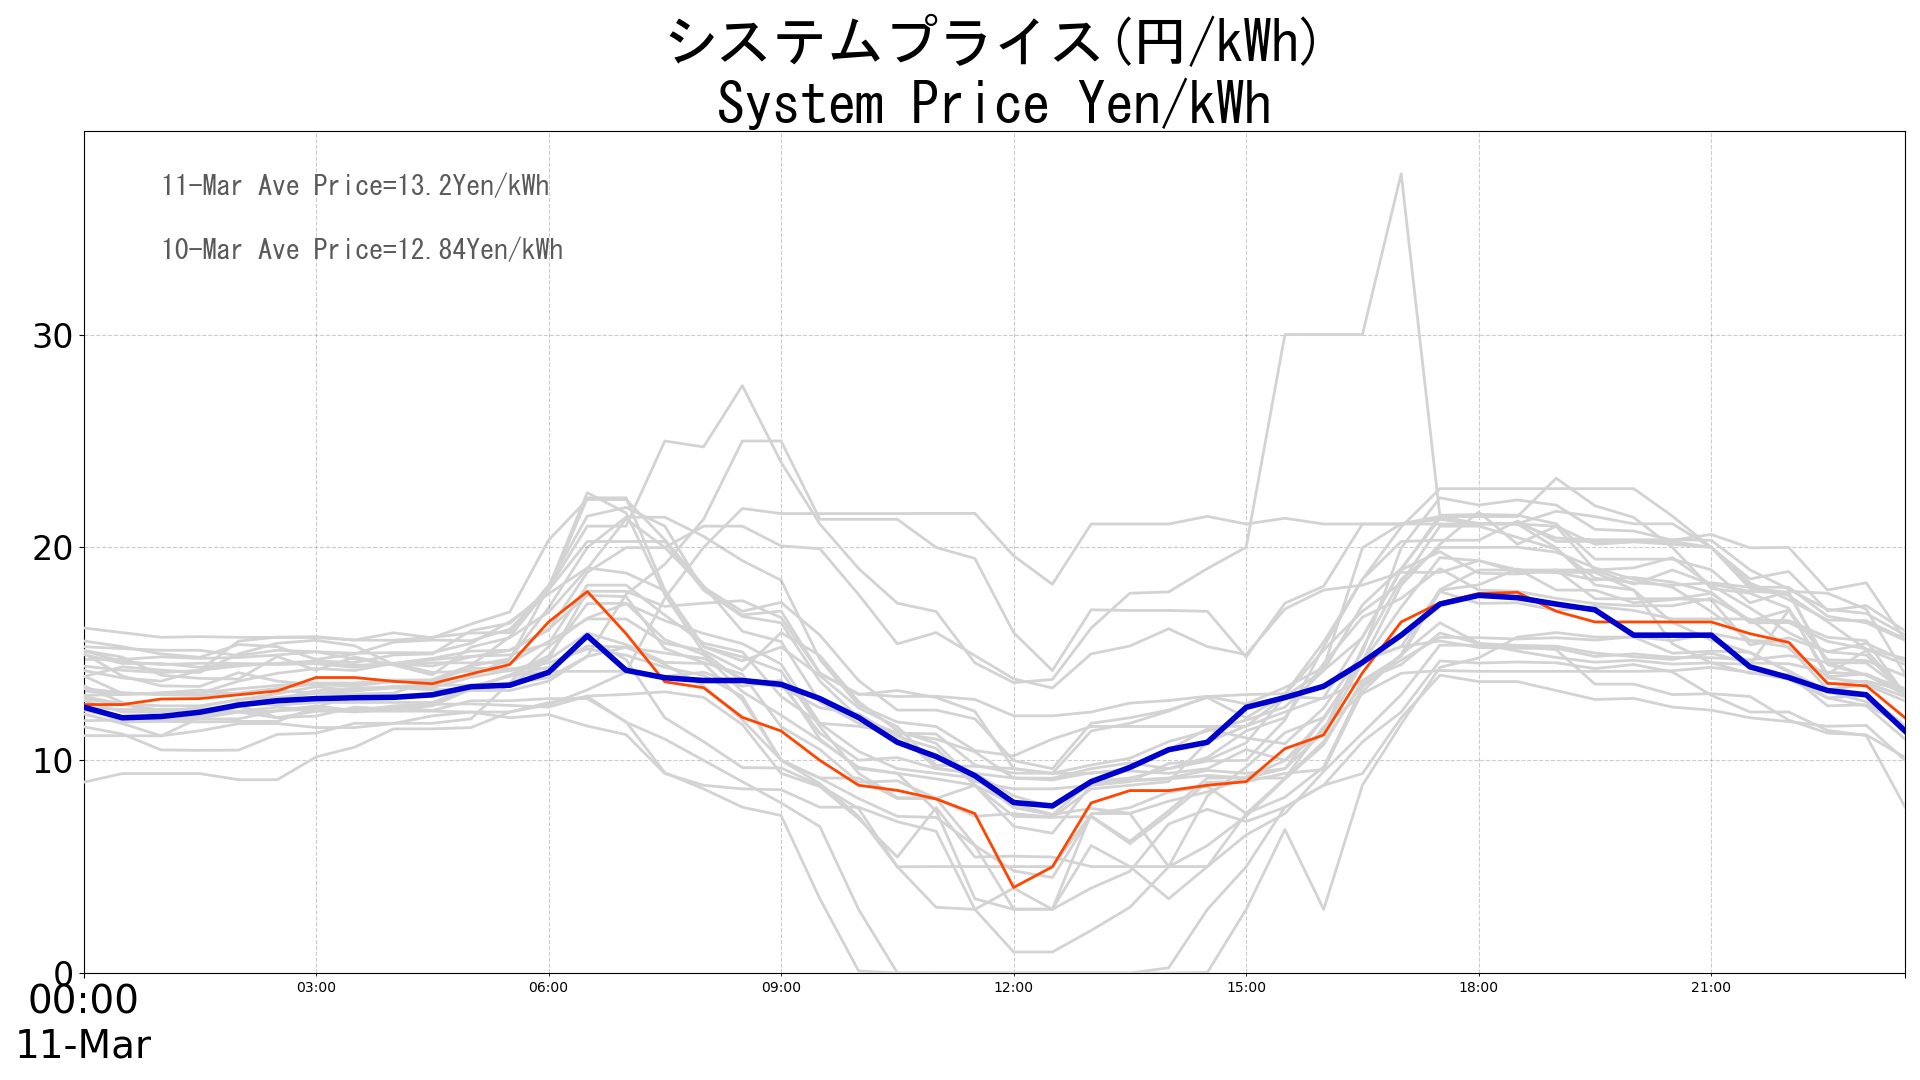 システムプライス(円/kWh)
System Price Yen/kWh
11-Mar Ave Price=13.2Yen/kWh
10-Mar Ave Price=12.84Yen/kWh
30
20
10
0
00:00
03:00
06:00
09:00
12:00
15:00
18:00
21:00
11-Mar